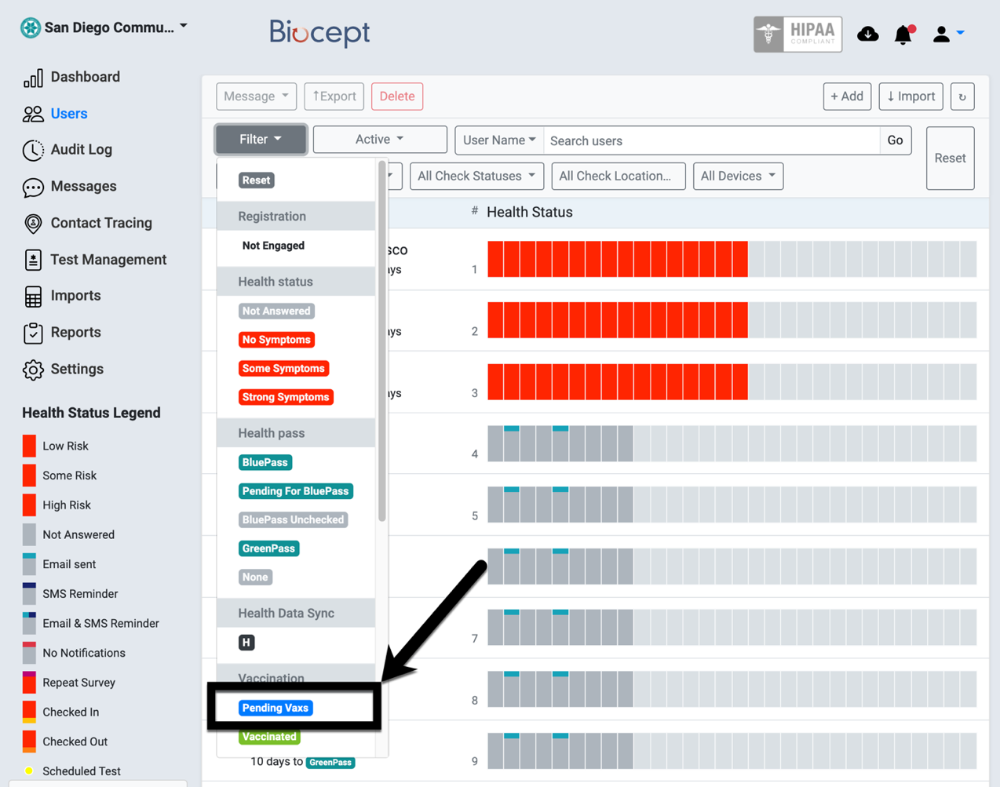 San Diego Commu...
Biocept
HIPAA
COMPLIANT
Dashboard
Users
Audit Log
Messages
Contact Tracing
Test Management
Imports
Reports
Settings
Health Status Legend
Low Risk
Some Risk
High Risk
Not Answered
Email sent
SMS Reminder
Email & SMS Reminder
No Notifications
Repeat Survey
Checked In
Checked Out
Scheduled Test
Message ↑Export Delete + Add ↓ Import ↻
Filter Active User Name Search users Go Reset
All Check Statuses All Check Location... All Devices
# Health Status
Reset
Registration
Not Engaged
Health status
Not Answered
No Symptoms
Some Symptoms
Strong Symptoms
Health pass
BluePass
Pending For BluePass
BluePass Unchecked
GreenPass
None
Health Data Sync
H
Vaccination
Pending Vaxs
Vaccinated
10 days to GreenPass
sco
ays
1
ays
2
ays
3
4
5
7
8
9